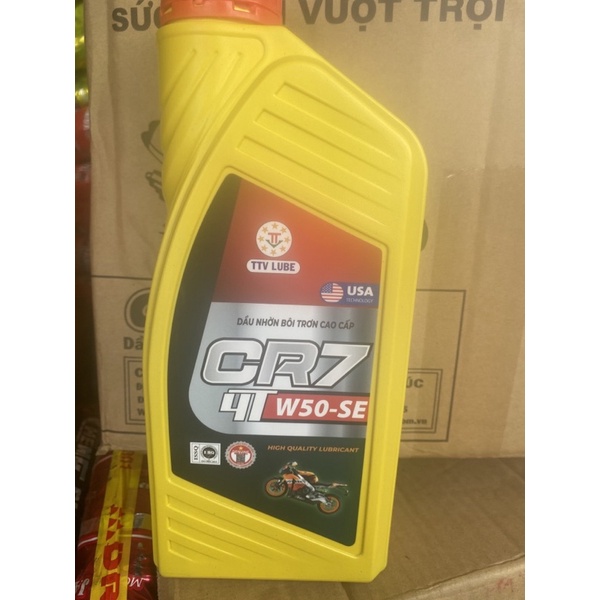 SỨC
VƯỢT TRỘI
TTV LUBE
USA
TECHNOLOGY
DẦU NHỜN BÔI TRƠN CAO CẤP
CR7
4T W50-SE
HIGH QUALITY LUBRICANT